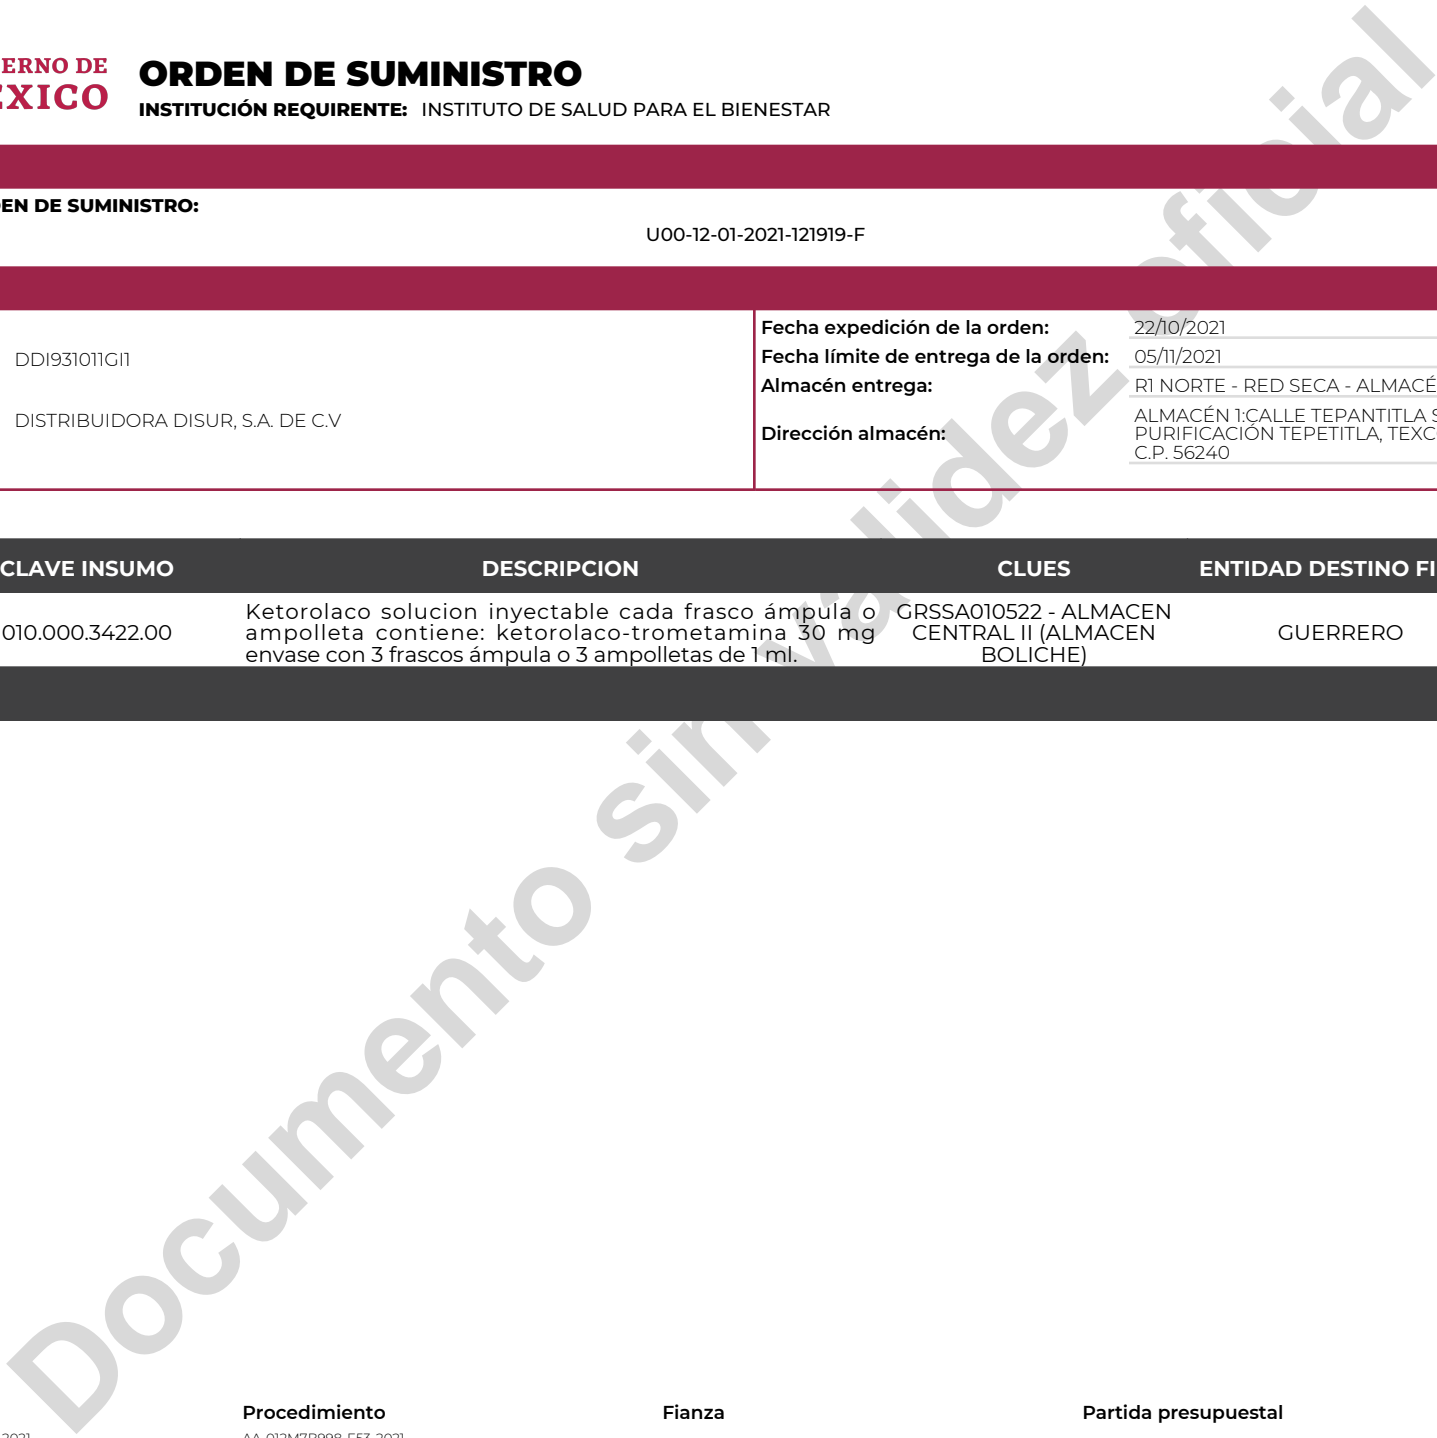 ERNO DE
EXICO
ORDEN DE SUMINISTRO
INSTITUCIÓN REQUIRENTE: INSTITUTO DE SALUD PARA EL BIENESTAR
EN DE SUMINISTRO:
U00-12-01-2021-121919-F
DDI931011GI1
DISTRIBUIDORA DISUR, S.A. DE C.V
Fecha expedición de la orden: 22/10/2021
Fecha límite de entrega de la orden: 05/11/2021
Almacén entrega: R1 NORTE - RED SECA - ALMACÉ
Dirección almacén: ALMACÉN 1:CALLE TEPANTITLA S
PURIFICACIÓN TEPETITLA, TEXC
C.P. 56240
CLAVE INSUMO DESCRIPCION CLUES ENTIDAD DESTINO FI
010.000.3422.00
Ketorolaco solucion inyectable cada frasco ámpula o
ampolleta contiene: ketorolaco-trometamina 30 mg
envase con 3 frascos ámpula o 3 ampolletas de 1 ml.
GRSSA010522 - ALMACEN
CENTRAL II (ALMACEN
BOLICHE)
GUERRERO
Documento sin validez oficial
Procedimiento Fianza Partida presupuestal